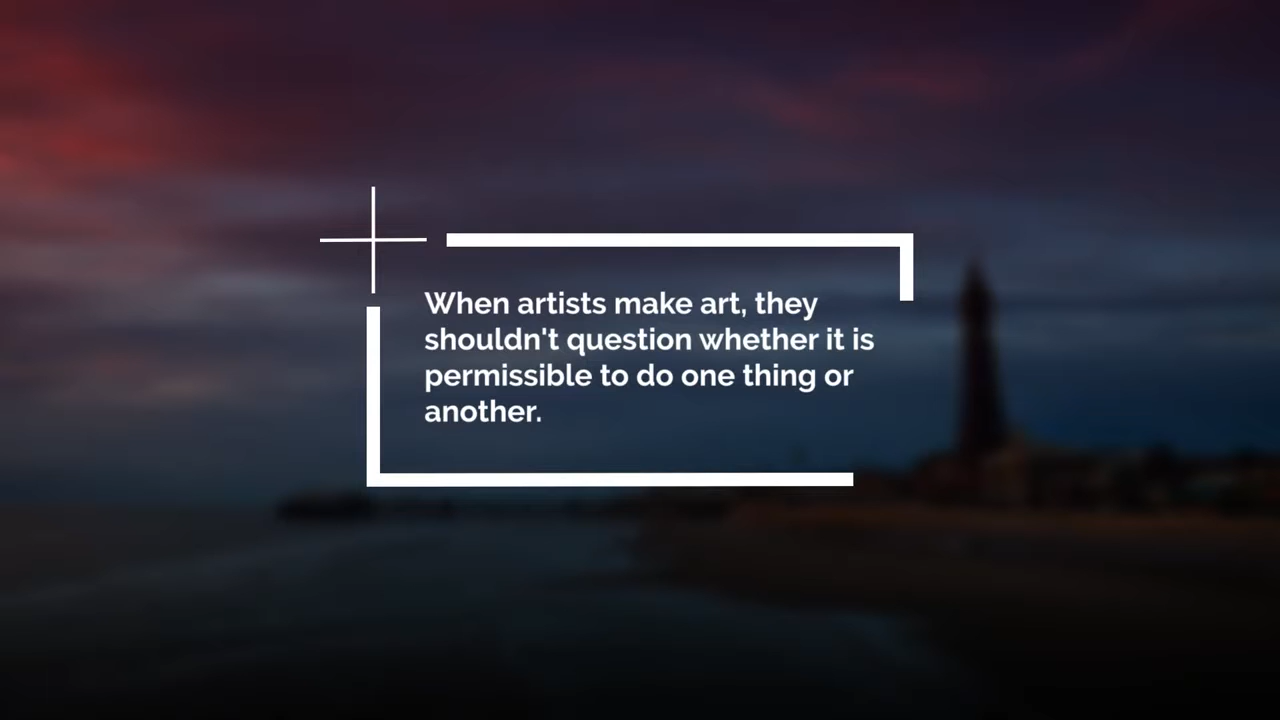 When artists make art, they
shouldn't question whether it is
permissible to do one thing or
another.